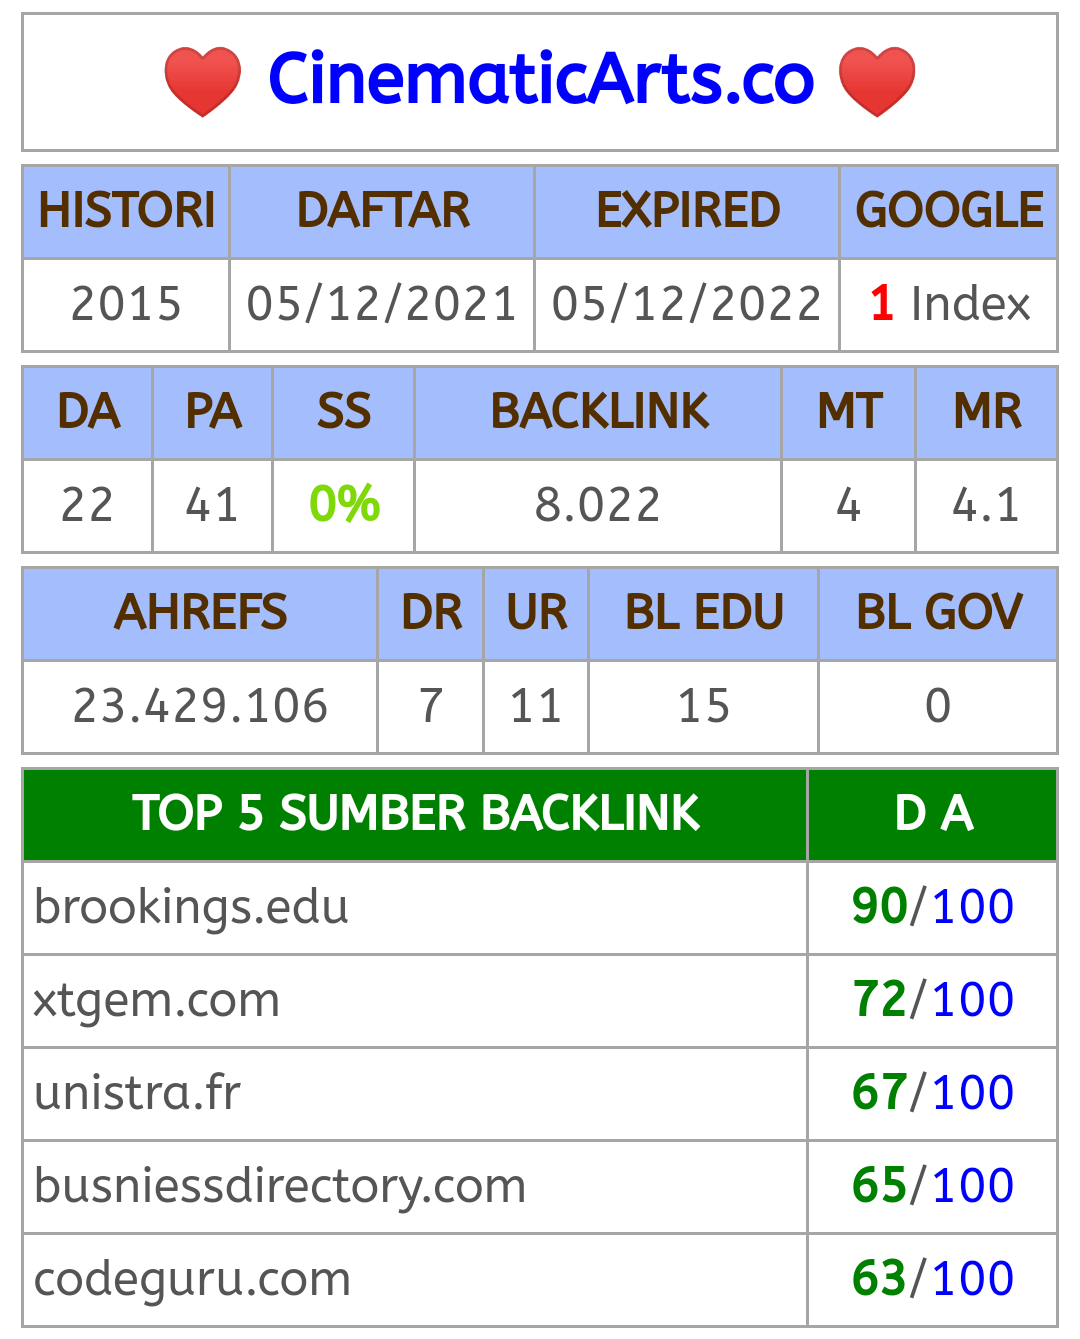 CinematicArts.co
HISTORI DAFTAR EXPIRED GOOGLE
2015 05/12/2021 05/12/2022 1 Index
DA PA SS BACKLINK MT MR
22 41 0% 8.022 4 4.1
AHREFS DR UR BL EDU BL GOV
23.429.106 7 11 15 0
TOP 5 SUMBER BACKLINK D A
brookings.edu 90/100
xtgem.com 72/100
unistra.fr 67/100
busniessdirectory.com 65/100
codeguru.com 63/100